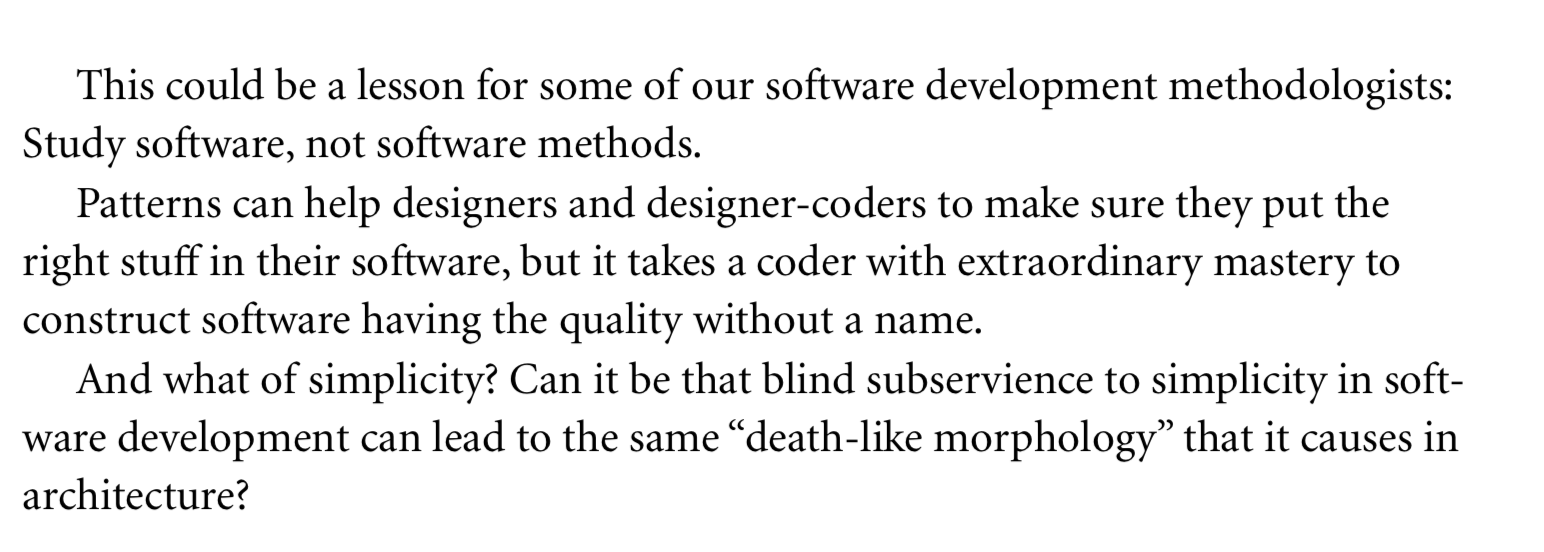 This could be a lesson for some of our software development methodologists:
Study software, not software methods.
Patterns can help designers and designer-coders to make sure they put the
right stuff in their software, but it takes a coder with extraordinary mastery to
construct software having the quality without a name.
And what of simplicity? Can it be that blind subservience to simplicity in soft-
ware development can lead to the same “death-like morphology” that it causes in
architecture?